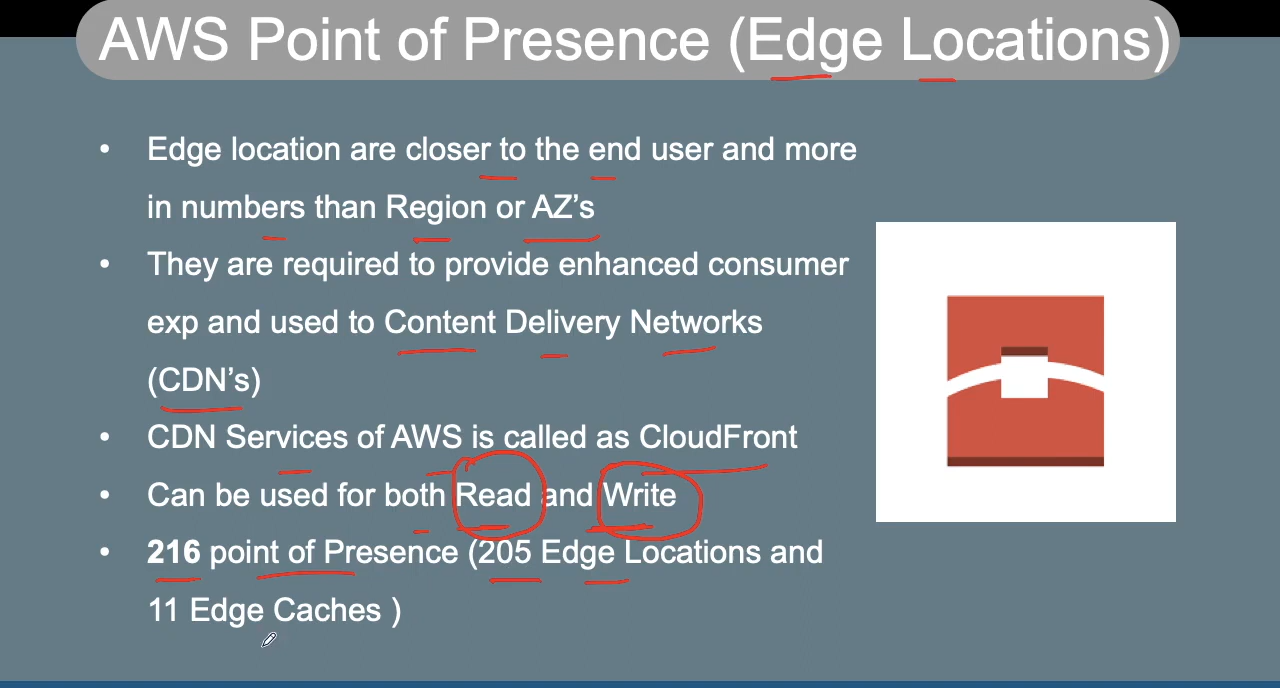 AWS Point of Presence (Edge Locations)
• Edge location are closer to the end user and more
in numbers than Region or AZ’s
• They are required to provide enhanced consumer
exp and used to Content Delivery Networks
(CDN’s)
• CDN Services of AWS is called as CloudFront
• Can be used for both Read and Write
• 216 point of Presence (205 Edge Locations and
11 Edge Caches )